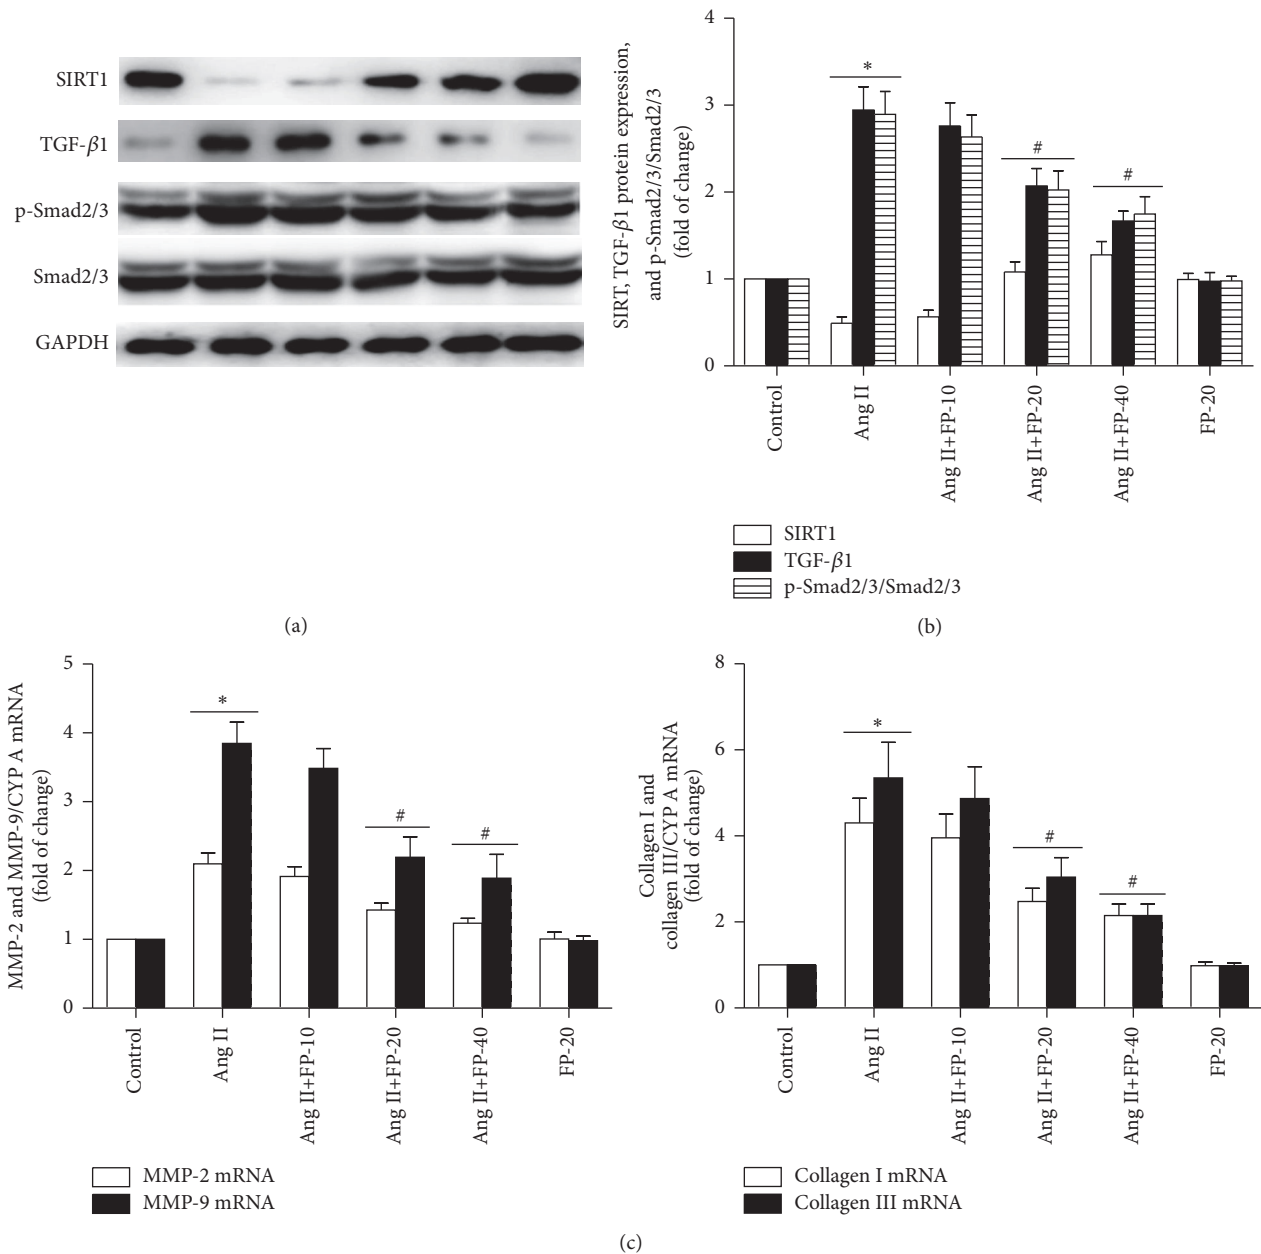 SIRT1
TGF-β1
p-Smad2/3
Smad2/3
GAPDH
(a)
SIRT, TGF-β1 protein expression,
and p-Smad2/3/Smad2/3
(fold of change)
4
3
2
1
0
*
#
#
Control
Ang II
Ang II+FP-10
Ang II+FP-20
Ang II+FP-40
FP-20
SIRT1
TGF-β1
p-Smad2/3/Smad2/3
(b)
MMP-2 and MMP-9/CYP A mRNA
(fold of change)
5
4
3
2
1
0
*
#
#
Control
Ang II
Ang II+FP-10
Ang II+FP-20
Ang II+FP-40
FP-20
MMP-2 mRNA
MMP-9 mRNA
Collagen I and
collagen III/CYP A mRNA
(fold of change)
8
6
4
2
0
*
#
#
Control
Ang II
Ang II+FP-10
Ang II+FP-20
Ang II+FP-40
FP-20
Collagen I mRNA
Collagen III mRNA
(c)